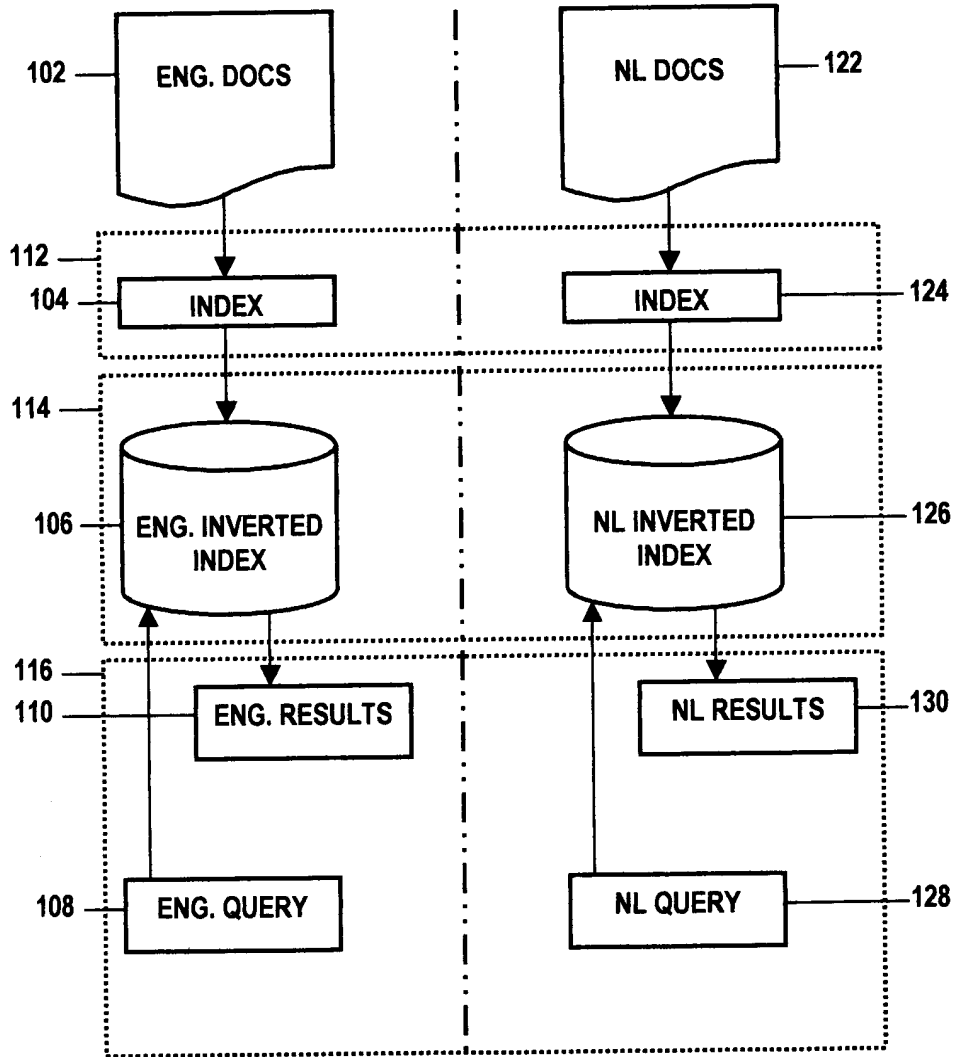 102
ENG. DOCS
NL DOCS
122
112
104
INDEX
INDEX
124
114
106
ENG. INVERTED
INDEX
NL INVERTED
INDEX
126
116
110
ENG. RESULTS
NL RESULTS
130
108
ENG. QUERY
NL QUERY
128